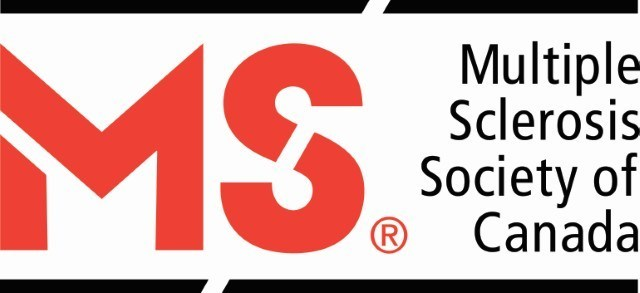 MS®
Multiple
Sclerosis
Society of
Canada